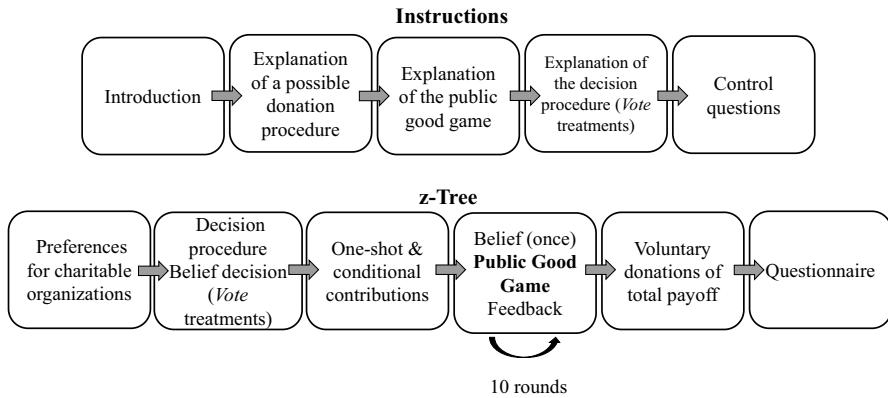 Instructions
Introduction
Explanation
of a possible
donation
procedure
Explanation
of the public
good game
Explanation of
the decision
procedure (Vote
treatments)
Control
questions
z-Tree
Preferences
for charitable
organizations
Decision
procedure
Belief decision
(Vote
treatments)
One-shot &
conditional
contributions
Belief (once)
Public Good
Game
Feedback
Voluntary
donations of
total payoff
Questionnaire
10 rounds